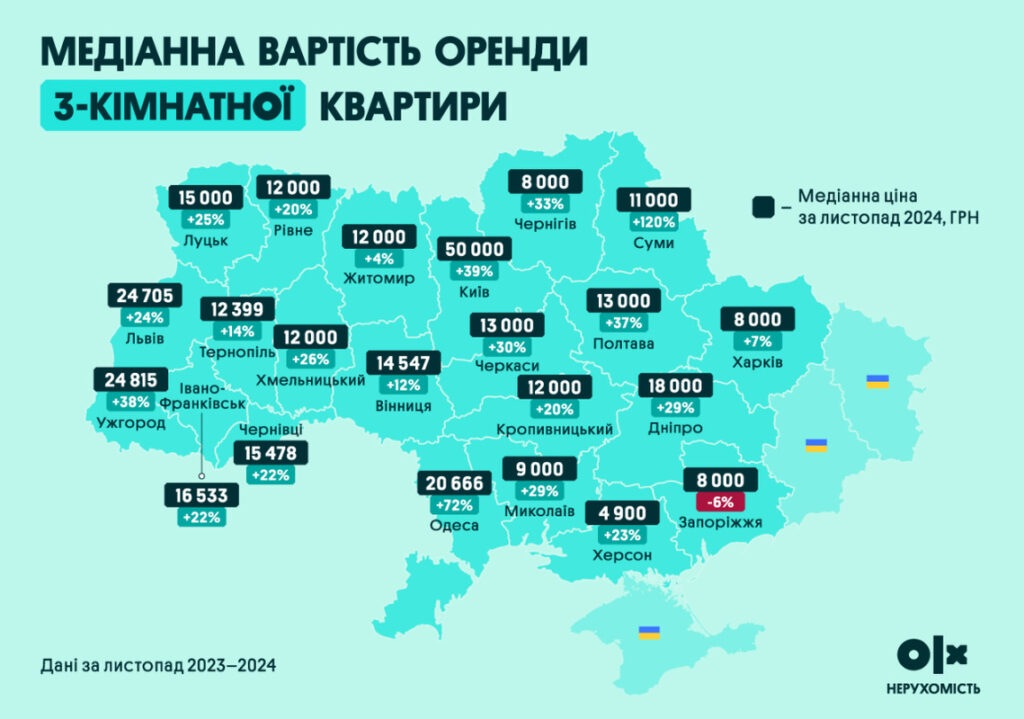 МЕДІАННА ВАРТІСТЬ ОРЕНДИ
3-КІМНАТНОЇ КВАРТИРИ
– Медіанна ціна
за листопад 2024, ГРН
15 000
+25%
Луцьк
12 000
+20%
Рівне
12 000
+4%
Житомир
50 000
+39%
Київ
8 000
+33%
Чернігів
11 000
+120%
Суми
24 705
+24%
Львів
12 399
+14%
Тернопіль
12 000
+26%
Хмельницький
14 547
+12%
Вінниця
13 000
+30%
Черкаси
13 000
+37%
Полтава
8 000
+7%
Харків
24 815
+38%
Ужгород
Івано-
Франківськ
16 533
+22%
Чернівці
15 478
+22%
12 000
+20%
Кропивницький
18 000
+29%
Дніпро
20 666
+72%
Одеса
9 000
+29%
Миколаїв
4 900
+23%
Херсон
8 000
-6%
Запоріжжя
Дані за листопад 2023–2024
olx
НЕРУХОМІСТЬ